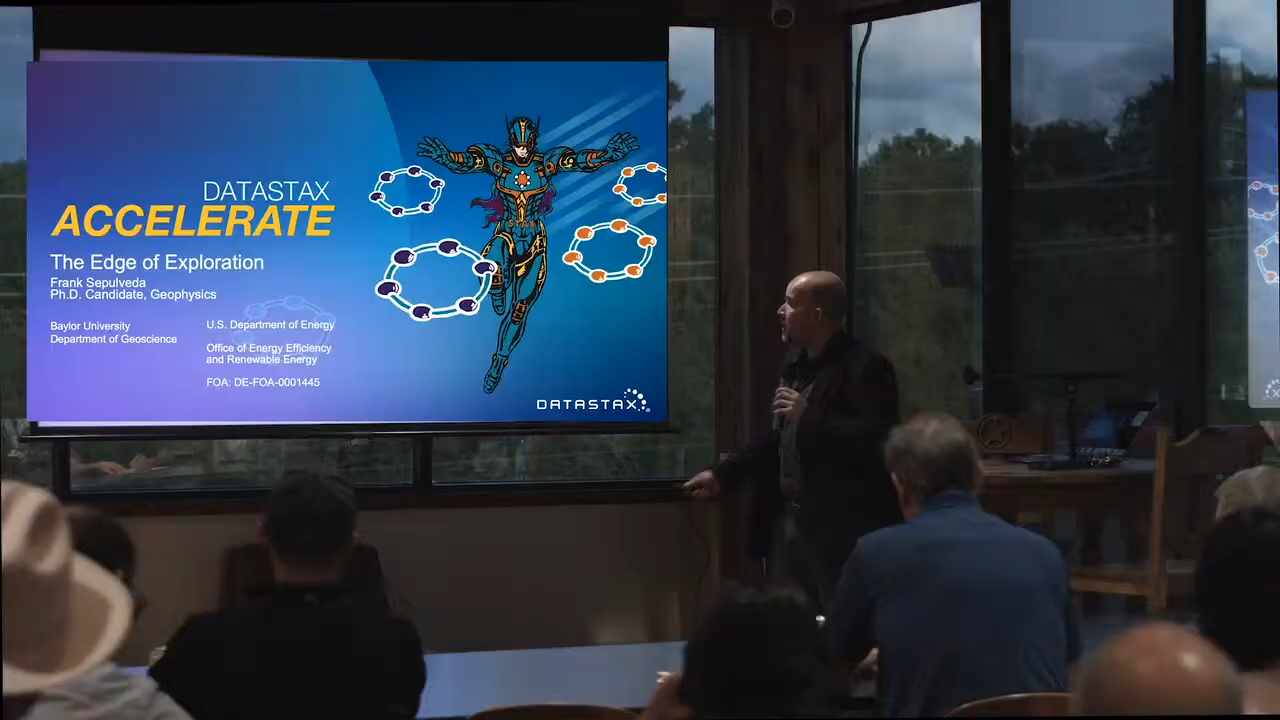 DATASTAX
ACCELERATE
The Edge of Exploration
Frank Sepulveda
Ph.D. Candidate, Geophysics
Baylor University
Department of Geoscience
U.S. Department of Energy
Office of Energy Efficiency
and Renewable Energy
FOA: DE-FOA-0001445
STAX
DATASTAX